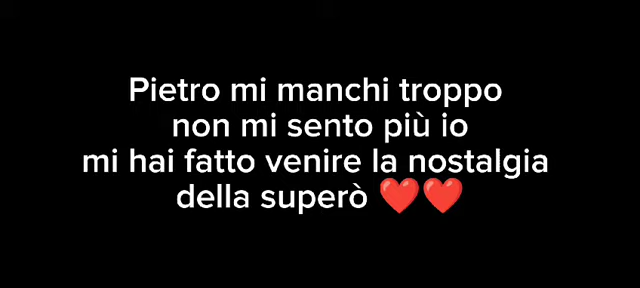 Pietro mi manchi troppo
non mi sento più io
mi hai fatto venire la nostalgia
della superò ❤️❤️